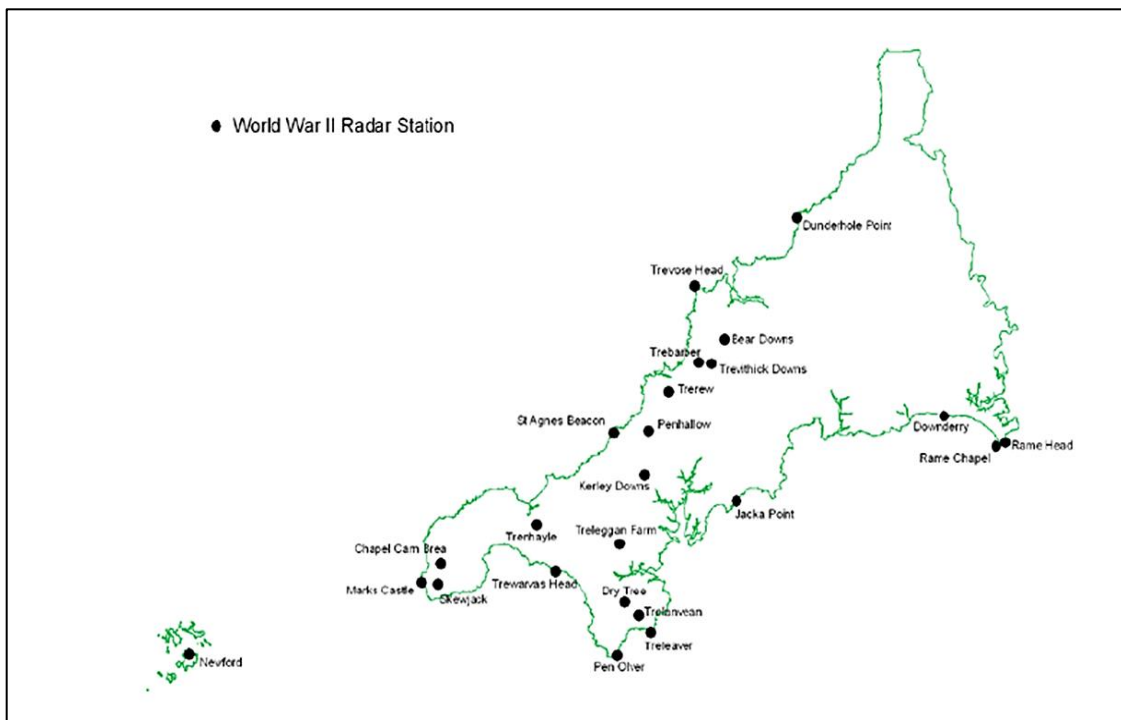 World War II Radar Station
Dunderhole Point
Trevose Head
Bear Downs
Trebarber
Trevithick Downs
Trerew
St Agnes Beacon
Penhallow
Downderry
Rame Head
Rame Chapel
Kerley Downs
Jacka Point
Trenhayle
Treleggan Farm
Chapel Carn Brea
Marks Castle
Skewjack
Trewarvas Head
Dry Tree
Trelanvean
Treleaver
Newford
Pen Olver